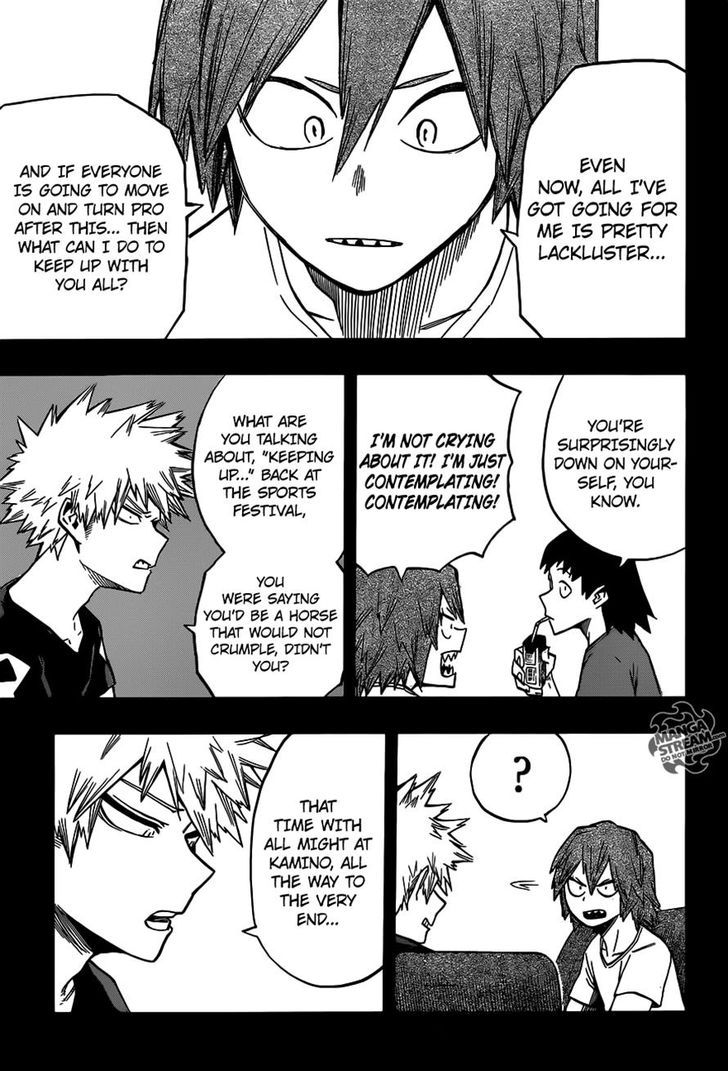 EVEN
NOW, ALL I'VE
GOT GOING FOR
ME IS PRETTY
LACKLUSTER...
AND IF EVERYONE
IS GOING TO MOVE
ON AND TURN PRO
AFTER THIS... THEN
WHAT CAN I DO TO
KEEP UP WITH
YOU ALL?
YOU'RE
SURPRISINGLY
DOWN ON YOUR-
SELF, YOU
KNOW.
I'M NOT CRYING
ABOUT IT! I'M JUST
CONTEMPLATING!
CONTEMPLATING!
WHAT ARE
YOU TALKING
ABOUT, "KEEPING
UP..." BACK AT
THE SPORTS
FESTIVAL,
YOU
WERE SAYING
YOU'D BE A HORSE
THAT WOULD NOT
CRUMPLE, DIDN'T
YOU?
?
THAT
TIME WITH
ALL MIGHT AT
KAMINO, ALL
THE WAY TO
THE VERY
END...
MANGA
STREAM.com
DO NOT MIRROR